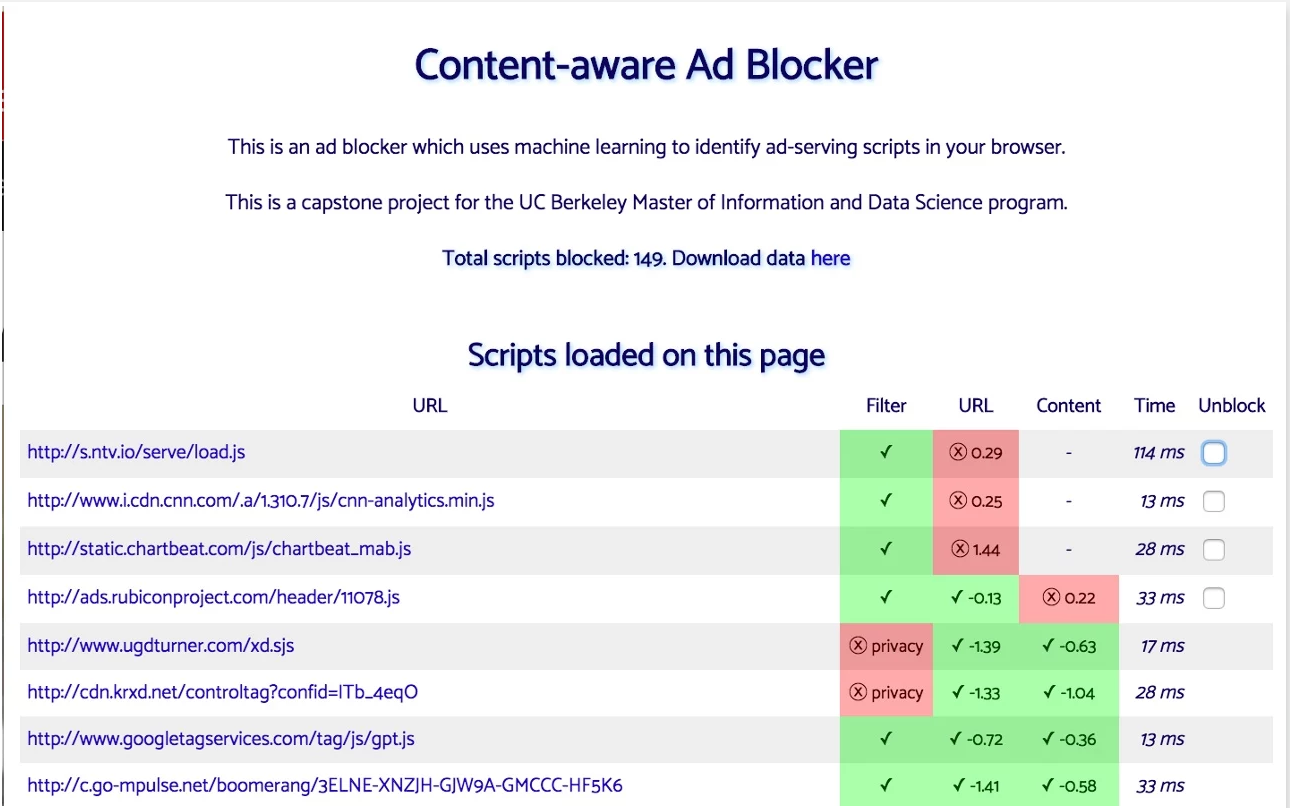 Content-aware Ad Blocker
This is an ad blocker which uses machine learning to identify ad-serving scripts in your browser.
This is a capstone project for the UC Berkeley Master of Information and Data Science program.
Total scripts blocked: 149. Download data here
Scripts loaded on this page
URL Filter URL Content Time Unblock
http://s.ntv.io/serve/load.js ✓ ⓧ 0.29 - 114 ms
http://www.i.cdn.cnn.com/.a/1.310.7/js/cnn-analytics.min.js ✓ ⓧ 0.25 - 13 ms
http://static.chartbeat.com/js/chartbeat_mab.js ✓ ⓧ 1.44 - 28 ms
http://ads.rubiconproject.com/header/11078.js ✓ ✓ -0.13 ⓧ 0.22 33 ms
http://www.ugdturner.com/xd.sjs ⓧ privacy ✓ -1.39 ✓ -0.63 17 ms
http://cdn.krxd.net/controltag?confid=ITb_4eqO ⓧ privacy ✓ -1.33 ✓ -1.04 28 ms
http://www.googletagservices.com/tag/js/gpt.js ✓ ✓ -0.72 ✓ -0.36 13 ms
http://c.go-mpulse.net/boomerang/3ELNE-XNZJH-GJW9A-GMCCC-HF5K6 ✓ ✓ -1.41 ✓ -0.58 33 ms